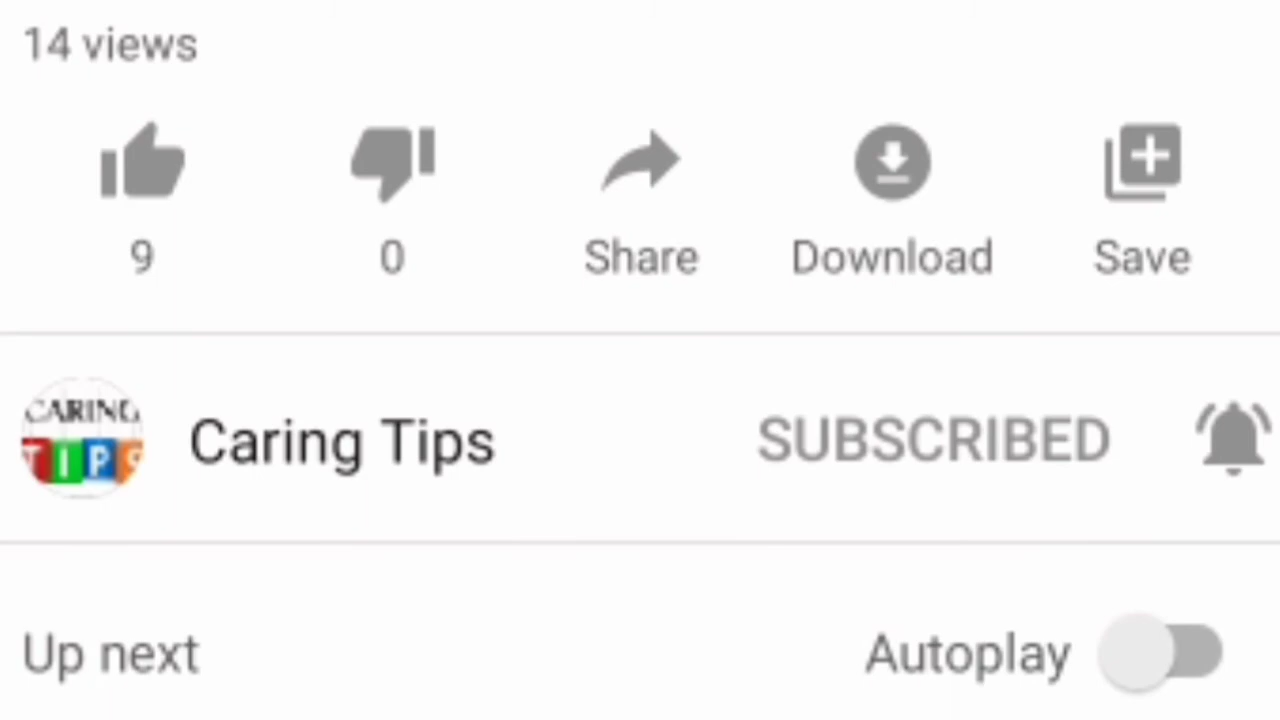 14 views
9 0 Share Download Save
CARING
TIPS
Caring Tips SUBSCRIBED
Up next Autoplay